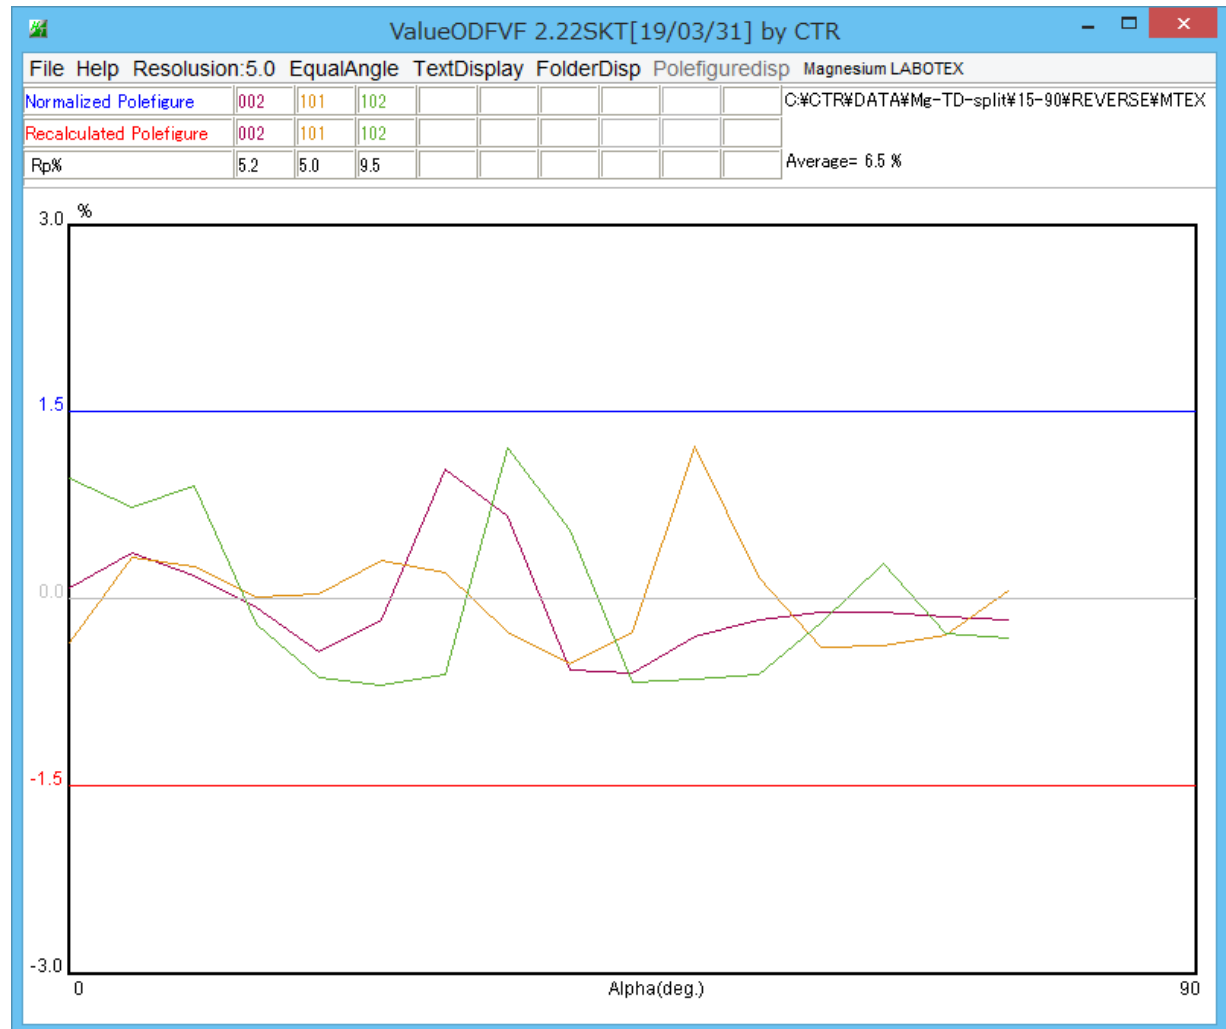 ValueODFVF 2.22SKT[19/03/31] by CTR
File Help Resolusion:5.0 EqualAngle TextDisplay FolderDisp Polefiguredisp Magnesium LABOTEX
Normalized Polefigure 002 101 102 C:¥CTR¥DATA¥Mg-TD-split¥15-90¥REVERSE¥MTEX
Recalculated Polefigure 002 101 102
Rp% 5.2 5.0 9.5 Average= 6.5 %
3.0 %
1.5
0.0
-1.5
-3.0
0 Alpha(deg.) 90